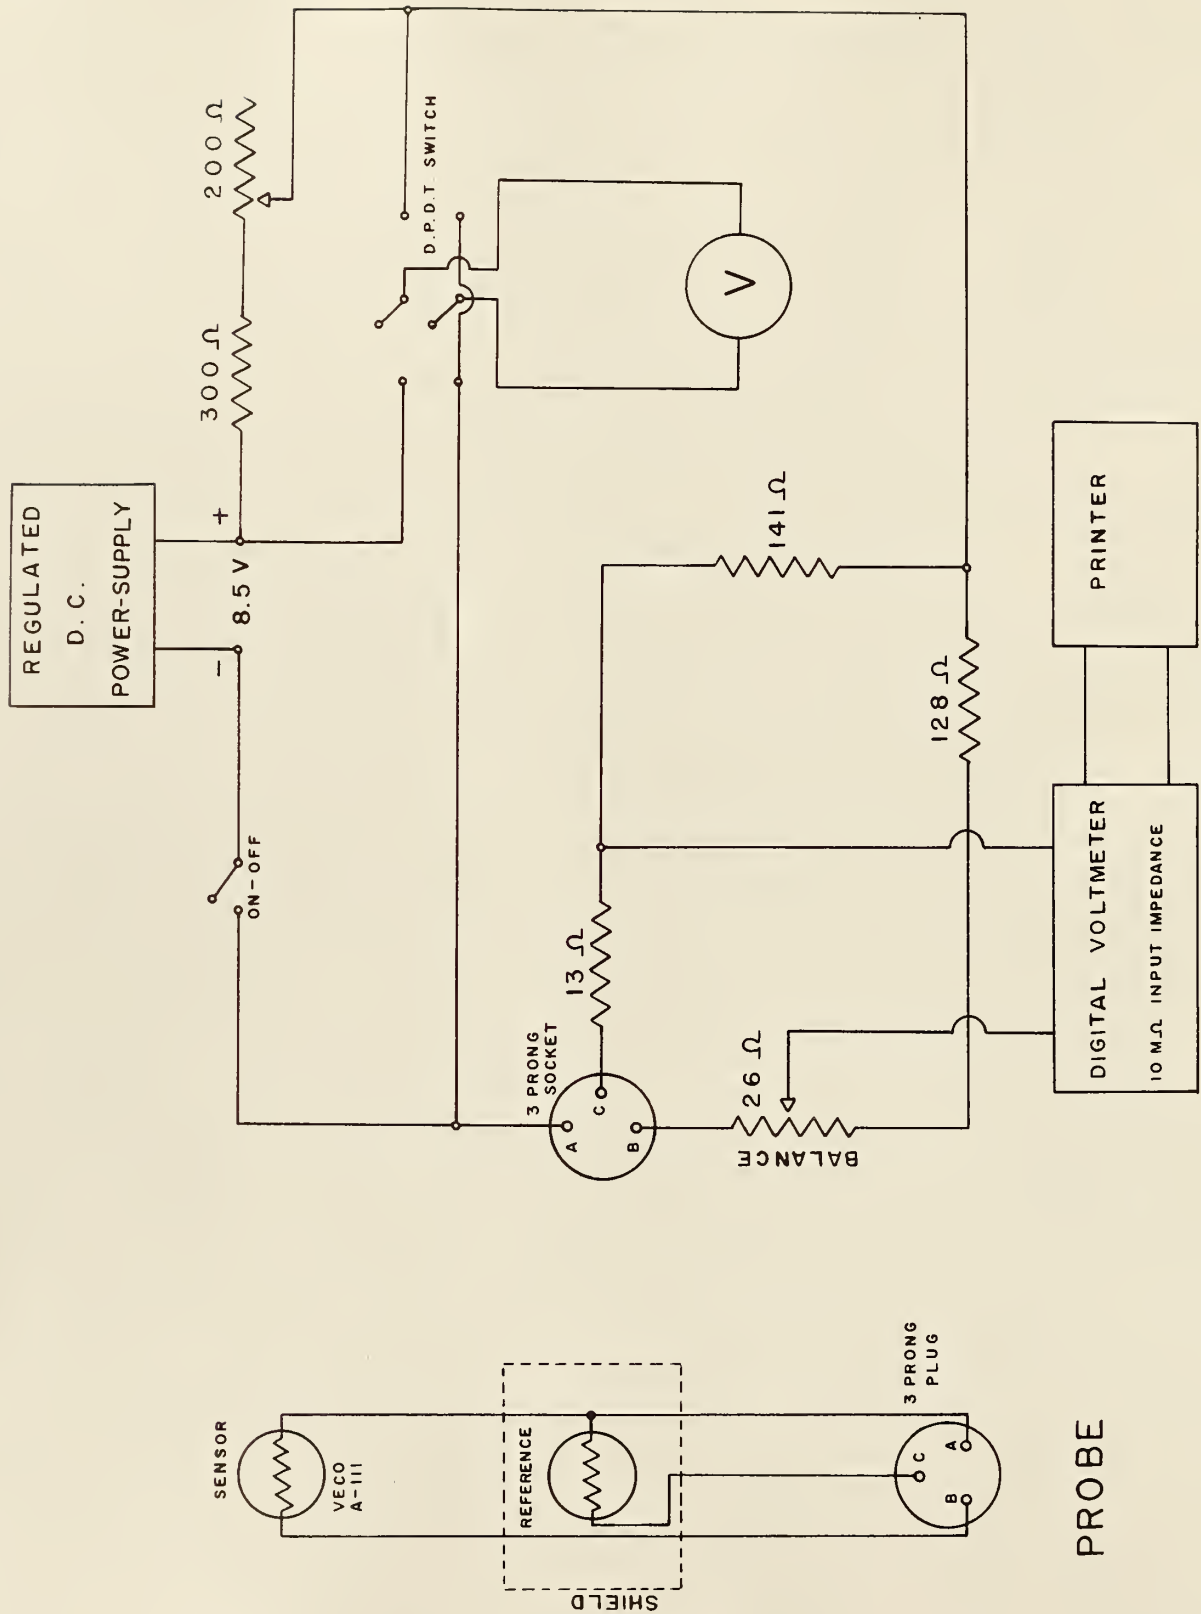 REGULATED
D. C.
POWER-SUPPLY
- 8.5 V +
300 Ω
200 Ω
ON-OFF
D.P.D.T. SWITCH
V
3 PRONG
SOCKET
A
B
C
13 Ω
141 Ω
26 Ω
BALANCE
128 Ω
DIGITAL VOLTMETER
10 MΩ INPUT IMPEDANCE
PRINTER
SENSOR
VECO
A-111
REFERENCE
SHIELD
3 PRONG
PLUG
B
C
A
PROBE